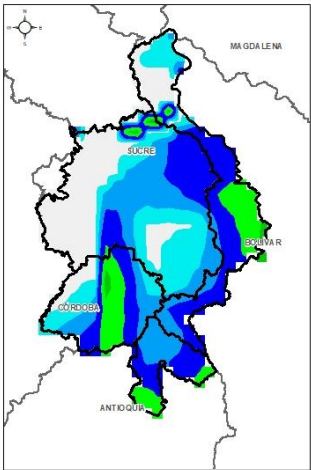 N
W E
S
MAGDALENA
SUCRE
BOLIVAR
CORDOBA
ANTIOQUIA